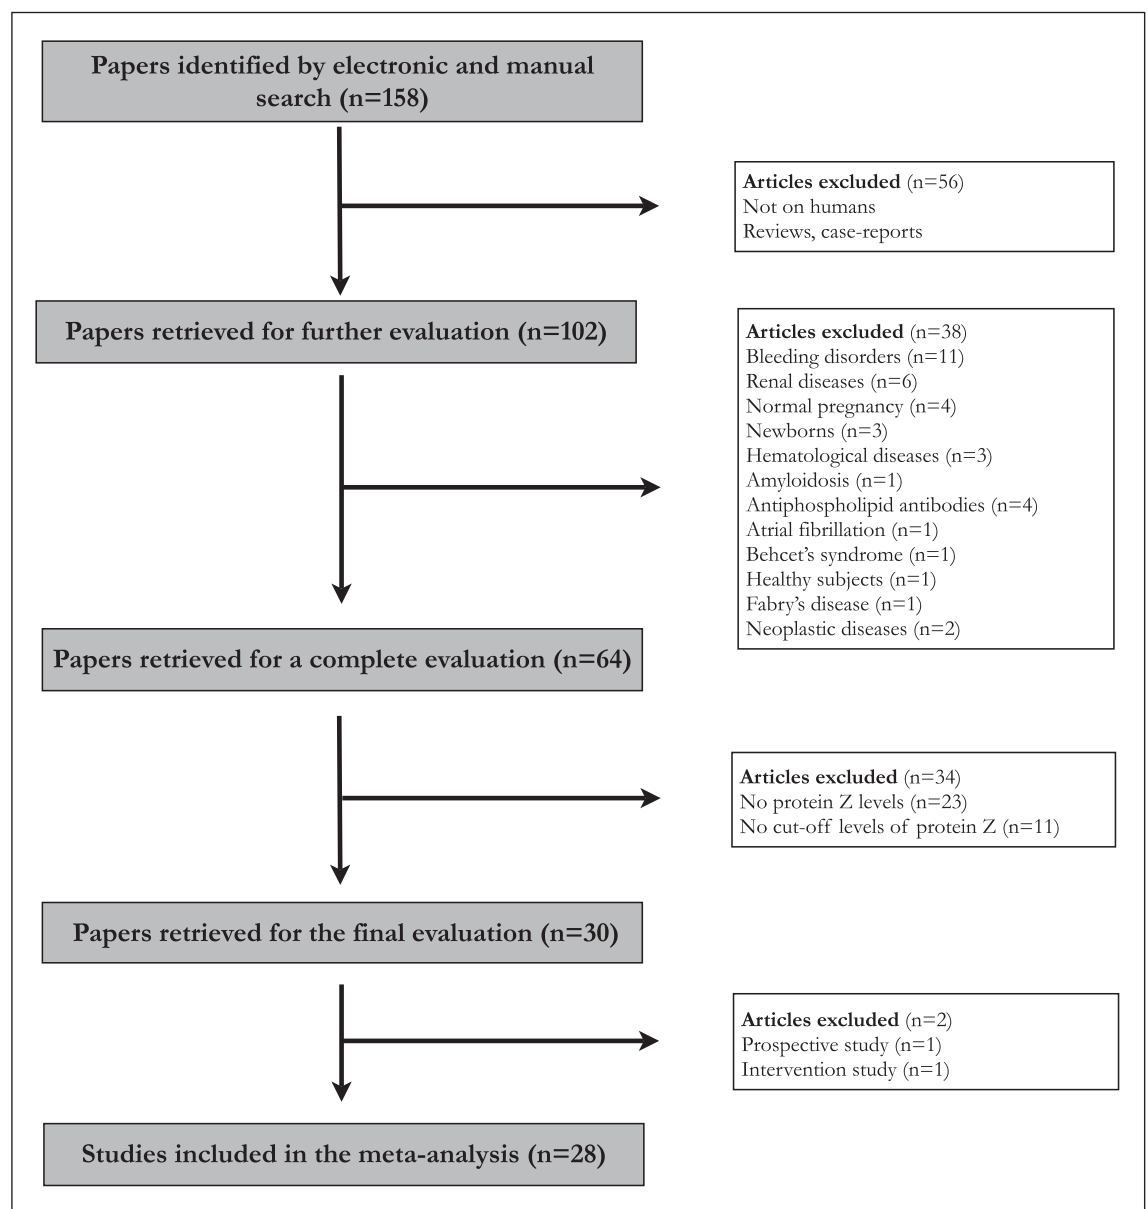 Papers identified by electronic and manual
search (n=158)
Articles excluded (n=56)
Not on humans
Reviews, case-reports
Papers retrieved for further evaluation (n=102)
Articles excluded (n=38)
Bleeding disorders (n=11)
Renal diseases (n=6)
Normal pregnancy (n=4)
Newborns (n=3)
Hematological diseases (n=3)
Amyloidosis (n=1)
Antiphospholipid antibodies (n=4)
Atrial fibrillation (n=1)
Behcet's syndrome (n=1)
Healthy subjects (n=1)
Fabry's disease (n=1)
Neoplastic diseases (n=2)
Papers retrieved for a complete evaluation (n=64)
Articles excluded (n=34)
No protein Z levels (n=23)
No cut-off levels of protein Z (n=11)
Papers retrieved for the final evaluation (n=30)
Articles excluded (n=2)
Prospective study (n=1)
Intervention study (n=1)
Studies included in the meta-analysis (n=28)